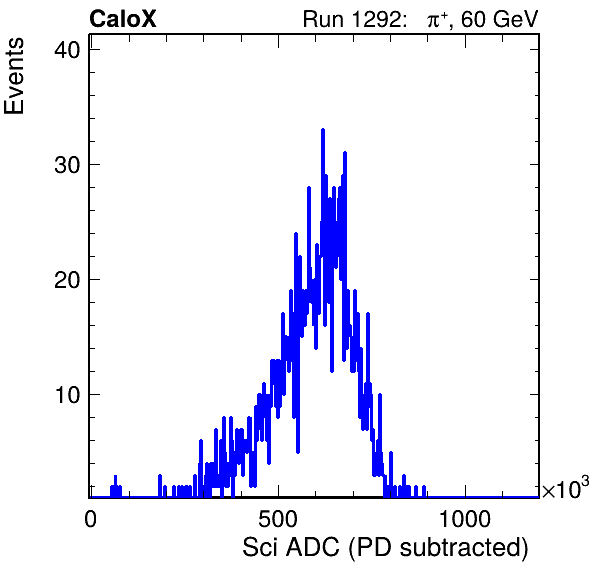 CaloX Run 1292: π⁺, 60 GeV
Events
40
30
20
10
0 500 1000 ×10³
Sci ADC (PD subtracted)